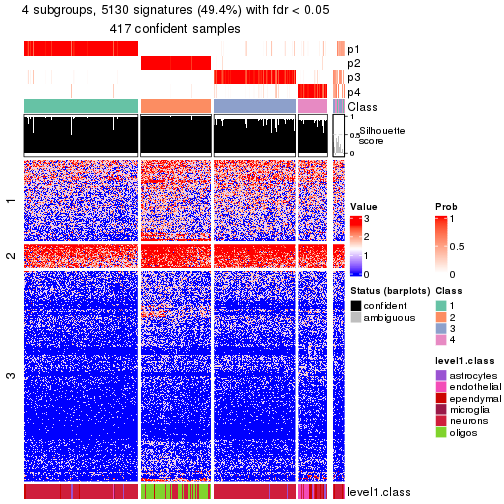 4 subgroups, 5130 signatures (49.4%) with fdr < 0.05
417 confident samples
p1
p2
p3
p4
Class
1
0.5
0
Silhouette
score
1
2
3
level1.class
Value
3
2
1
0
Prob
1
0.5
0
Status (barplots)
confident
ambiguous
Class
1
2
3
4
level1.class
astrocytes
endothelial
ependymal
microglia
neurons
oligos